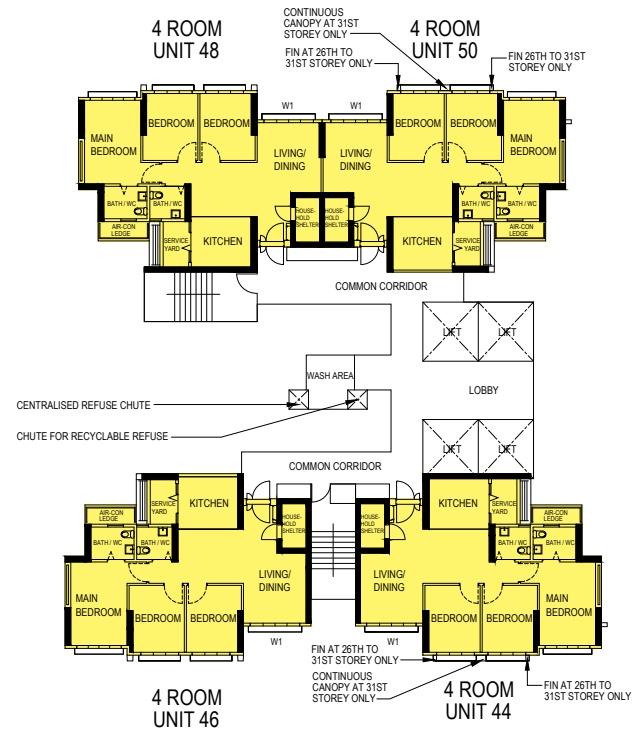 CONTINUOUS
CANOPY AT 31ST
STOREY ONLY
4 ROOM
UNIT 48
4 ROOM
UNIT 50
FIN AT 26TH TO
31ST STOREY ONLY
FIN 26TH TO 31ST
STOREY ONLY
W1
W1
BEDROOM
BEDROOM
BEDROOM
BEDROOM
MAIN
BEDROOM
LIVING/
DINING
LIVING/
DINING
MAIN
BEDROOM
BATH / WC
BATH / WC
HOUSE-
HOLD
SHELTER
HOUSE-
HOLD
SHELTER
BATH / WC
BATH / WC
AIR-CON
LEDGE
SERVICE
YARD
KITCHEN
KITCHEN
SERVICE
YARD
AIR-CON
LEDGE
COMMON CORRIDOR
LIFT
LIFT
WASH AREA
LOBBY
CENTRALISED REFUSE CHUTE
CHUTE FOR RECYCLABLE REFUSE
LIFT
LIFT
COMMON CORRIDOR
AIR-CON
LEDGE
SERVICE
YARD
KITCHEN
KITCHEN
SERVICE
YARD
AIR-CON
LEDGE
HOUSE-
HOLD
SHELTER
HOUSE-
HOLD
SHELTER
BATH / WC
BATH / WC
BATH / WC
BATH / WC
MAIN
BEDROOM
LIVING/
DINING
LIVING/
DINING
MAIN
BEDROOM
BEDROOM
BEDROOM
BEDROOM
BEDROOM
W1
W1
FIN AT 26TH TO
31ST STOREY ONLY
CONTINUOUS
CANOPY AT 31ST
STOREY ONLY
4 ROOM
UNIT 46
4 ROOM
UNIT 44
FIN AT 26TH TO
31ST STOREY ONLY